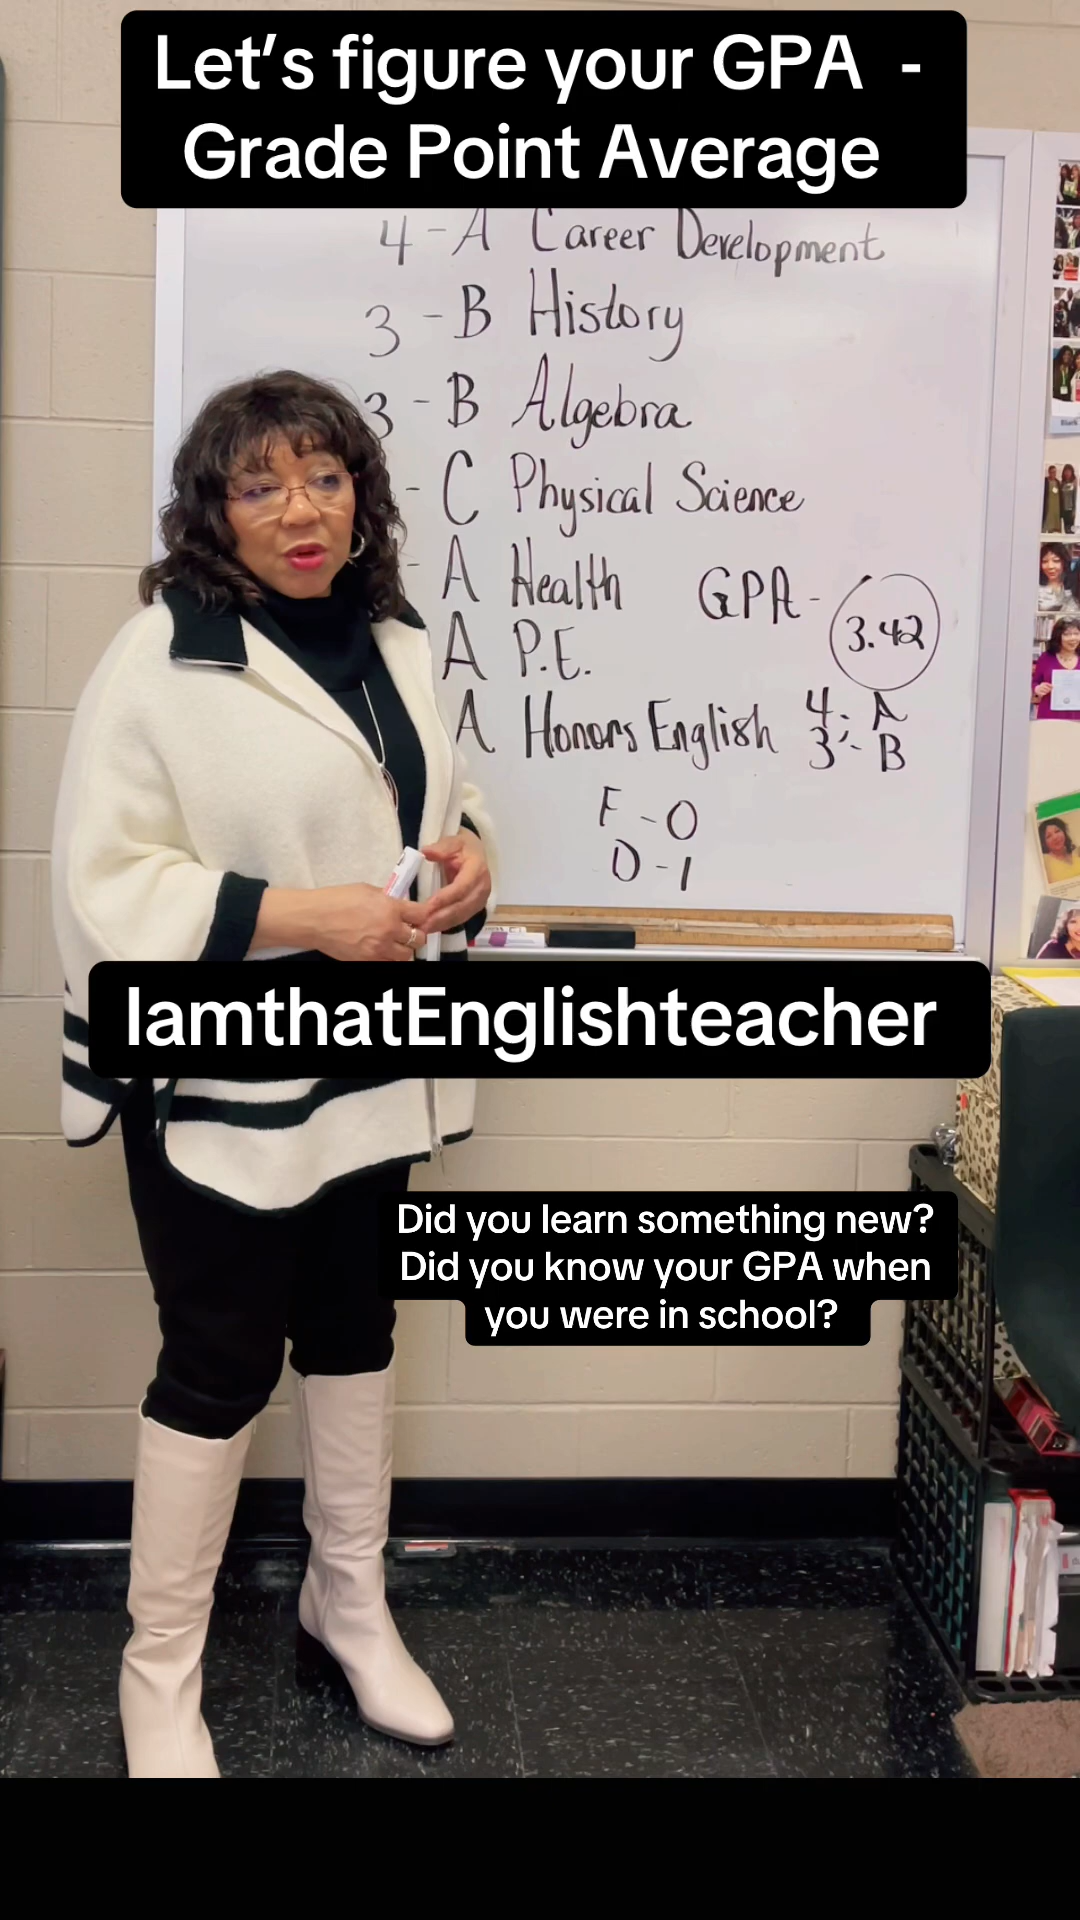 Let's figure your GPA -
Grade Point Average
4 - A Career Development
3 - B History
3 - B Algebra
- C Physical Science
- A Health
GPA - 3.42
A P.E.
A Honors English
4 - A
3 - B
F - 0
D - 1
IamthatEnglishteacher
Did you learn something new?
Did you know your GPA when
you were in school?